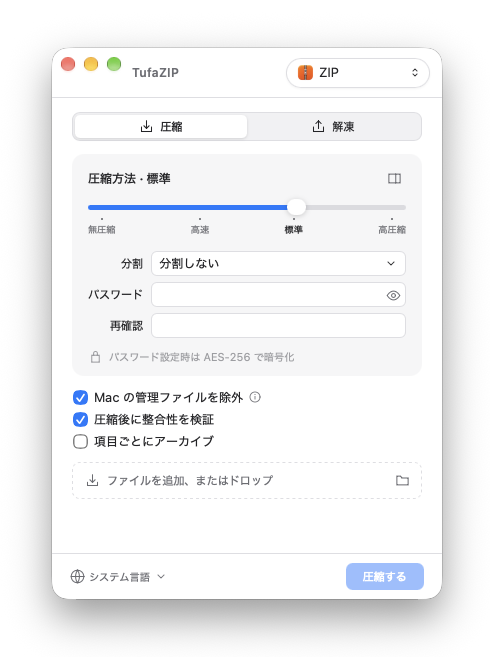 TufaZIP
ZIP
圧縮
解凍
圧縮方法・標準
無圧縮 高速 標準 高圧縮
分割 分割しない
パスワード
再確認
パスワード設定時は AES-256 で暗号化
Mac の管理ファイルを除外
圧縮後に整合性を検証
項目ごとにアーカイブ
ファイルを追加、またはドロップ
システム言語
圧縮する